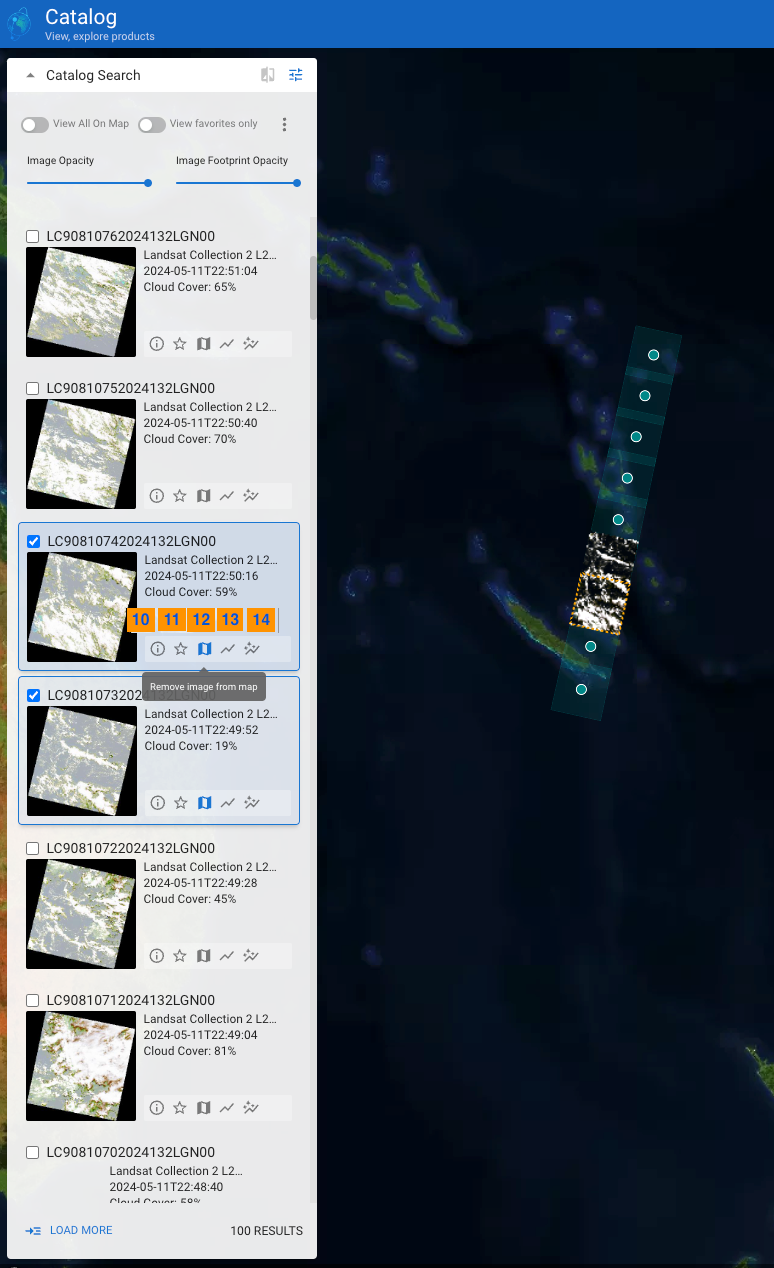 Catalog
View, explore products
Catalog Search
View All On Map
View favorites only
Image Opacity
Image Footprint Opacity
LC90810762024132LGN00
Landsat Collection 2 L2...
2024-05-11T22:51:04
Cloud Cover: 65%
LC90810752024132LGN00
Landsat Collection 2 L2...
2024-05-11T22:50:40
Cloud Cover: 70%
LC90810742024132LGN00
Landsat Collection 2 L2...
2024-05-11T22:50:16
Cloud Cover: 59%
10 11 12 13 14
Remove image from map
LC90810732024132LGN00
Landsat Collection 2 L2...
2024-05-11T22:49:52
Cloud Cover: 19%
LC90810722024132LGN00
Landsat Collection 2 L2...
2024-05-11T22:49:28
Cloud Cover: 45%
LC90810712024132LGN00
Landsat Collection 2 L2...
2024-05-11T22:49:04
Cloud Cover: 81%
LC90810702024132LGN00
Landsat Collection 2 L2...
2024-05-11T22:48:40
Cloud Cover: 58%
LOAD MORE
100 RESULTS